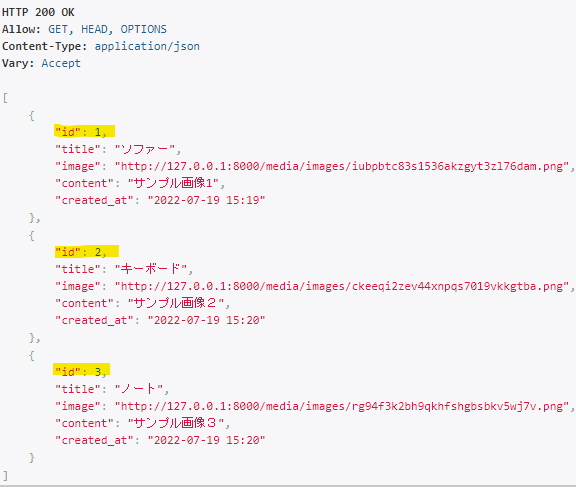 HTTP 200 OK
Allow: GET, HEAD, OPTIONS
Content-Type: application/json
Vary: Accept
[
{
"id": 1,
"title": "ソファー",
"image": "http://127.0.0.1:8000/media/images/iubpbtc83s1536akzgyt3zl76dam.png",
"content": "サンプル画像1",
"created_at": "2022-07-19 15:19"
},
{
"id": 2,
"title": "キーボード",
"image": "http://127.0.0.1:8000/media/images/ckeeqi2zev44xnpqs7019vkkgtba.png",
"content": "サンプル画像２",
"created_at": "2022-07-19 15:20"
},
{
"id": 3,
"title": "ノート",
"image": "http://127.0.0.1:8000/media/images/rg94f3k2bh9qkhfshgbsbkv5wj7v.png",
"content": "サンプル画像３",
"created_at": "2022-07-19 15:20"
}
]